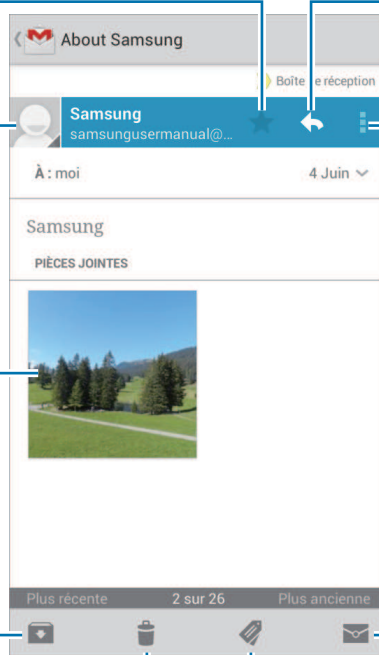 About Samsung
Boîte de réception
Samsung
samsungusermanual@...
À : moi
4 Juin
Samsung
PIÈCES JOINTES
Plus récente
2 sur 26
Plus ancienne